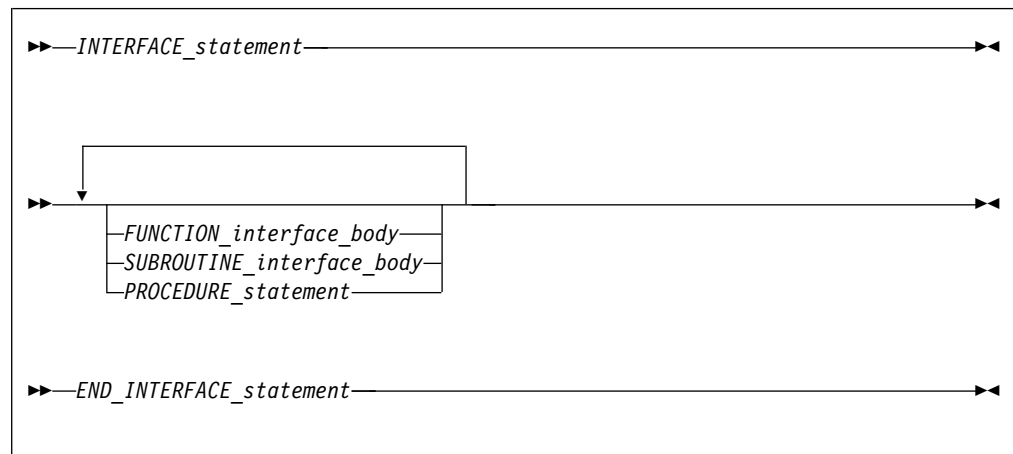 INTERFACE_statement
FUNCTION_interface_body
SUBROUTINE_interface_body
PROCEDURE_statement
END_INTERFACE_statement